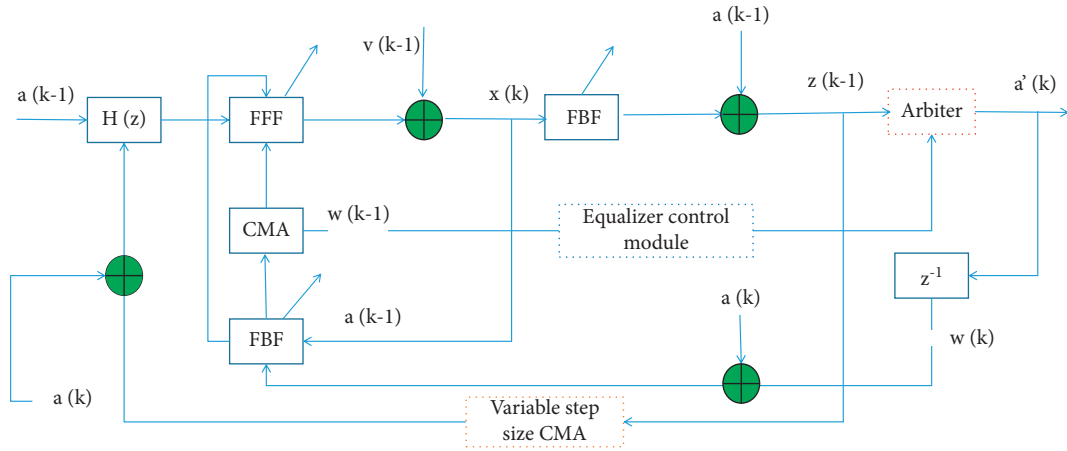 a (k-1)
v (k-1)
a (k-1)
x (k)
z (k-1)
a' (k)
H (z)
FFF
FBF
Arbiter
CMA
w (k-1)
Equalizer control
module
z-1
a (k-1)
a (k)
FBF
w (k)
a (k)
Variable step
size CMA